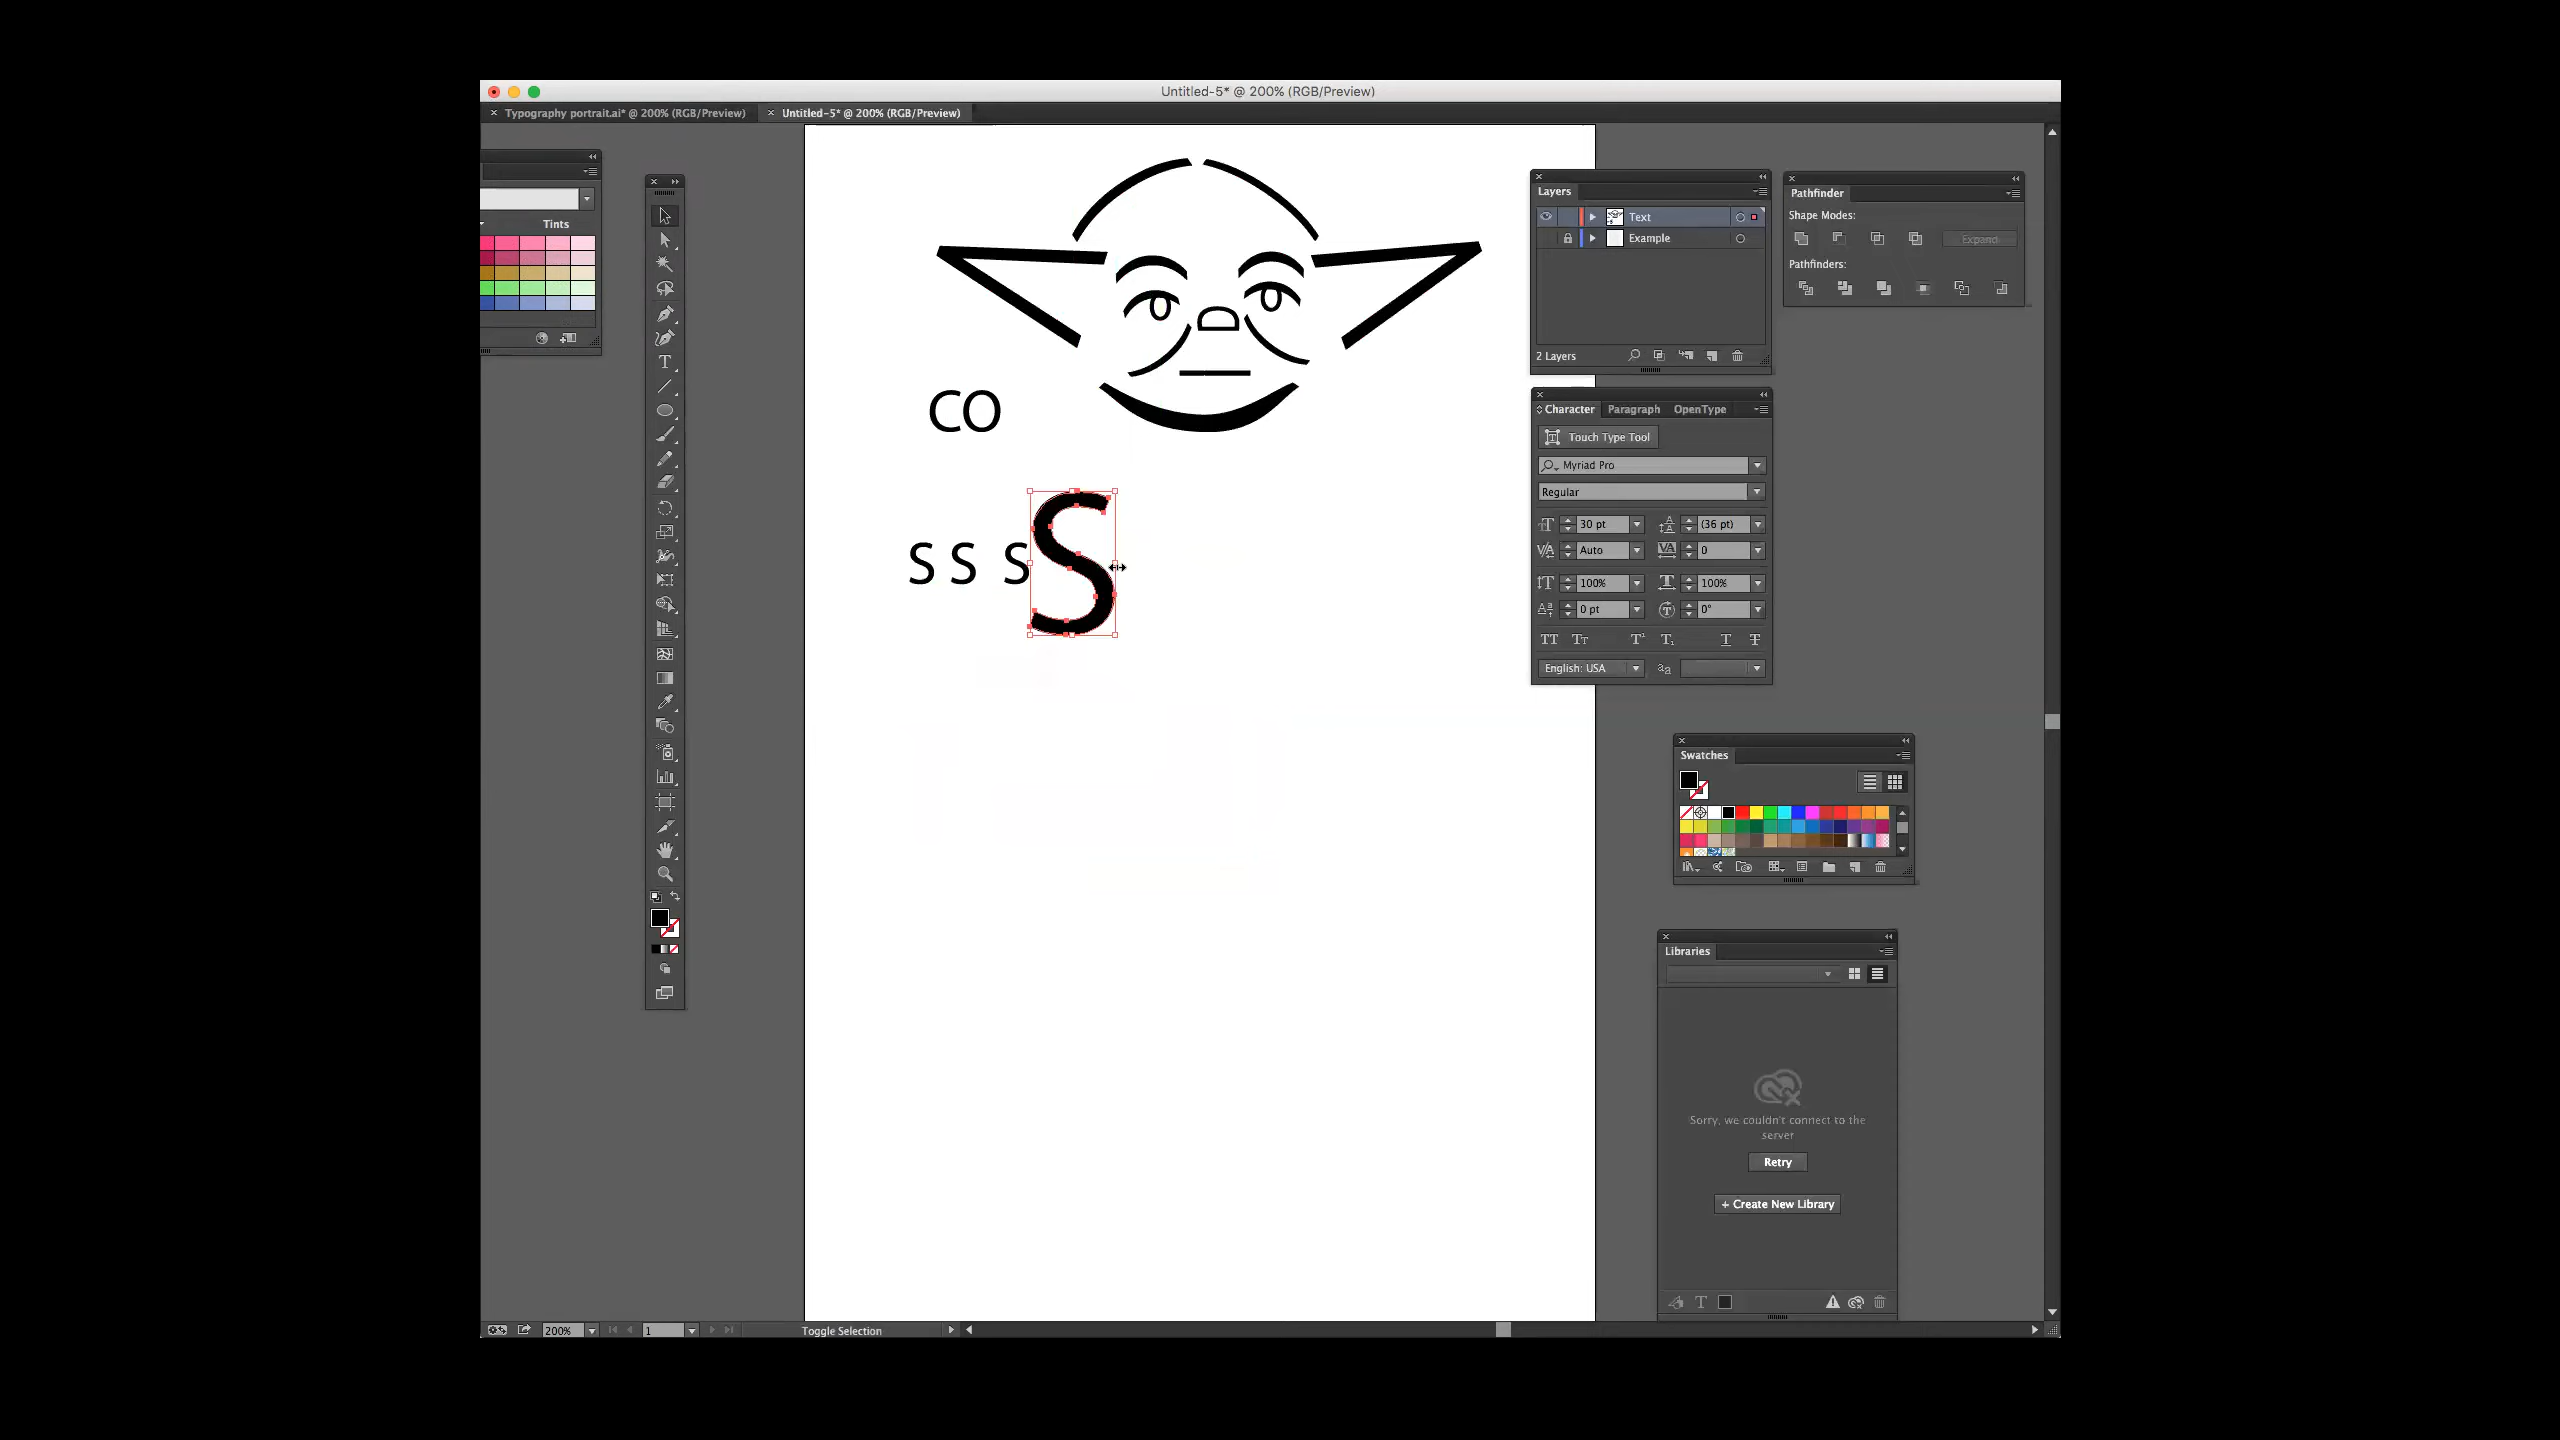 Untitled-5* @ 200% (RGB/Preview)
Typography portrait.ai* @ 200% (RGB/Preview)
Untitled-5* @ 200% (RGB/Preview)
Tints
Layers
Text
Example
2 Layers
Pathfinder
Shape Modes:
Expand
Pathfinders:
CO
S S S S
Character Paragraph OpenType
Touch Type Tool
Myriad Pro
Regular
30 pt (36 pt)
Auto 0
100% 100%
0 pt 0°
English: USA
Swatches
Libraries
Sorry, we couldn't connect to the
server
Retry
+ Create New Library
200% 1 Toggle Selection